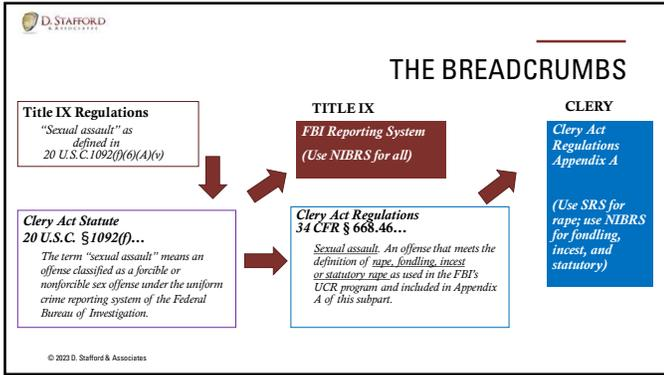 D. STAFFORD
& ASSOCIATES
THE BREADCRUMBS
Title IX Regulations
“Sexual assault” as
defined in
20 U.S.C.1092(f)(6)(A)(v)
TITLE IX
FBI Reporting System
(Use NIBRS for all)
CLERY
Clery Act
Regulations
Appendix A
(Use SRS for
rape; use NIBRS
for fondling,
incest, and
statutory)
Clery Act Statute
20 U.S.C. §1092(f)…
The term “sexual assault” means an
offense classified as a forcible or
nonforcible sex offense under the uniform
crime reporting system of the Federal
Bureau of Investigation.
Clery Act Regulations
34 CFR § 668.46…
Sexual assault. An offense that meets the
definition of rape, fondling, incest
or statutory rape as used in the FBI’s
UCR program and included in Appendix
A of this subpart.
© 2023 D. Stafford & Associates